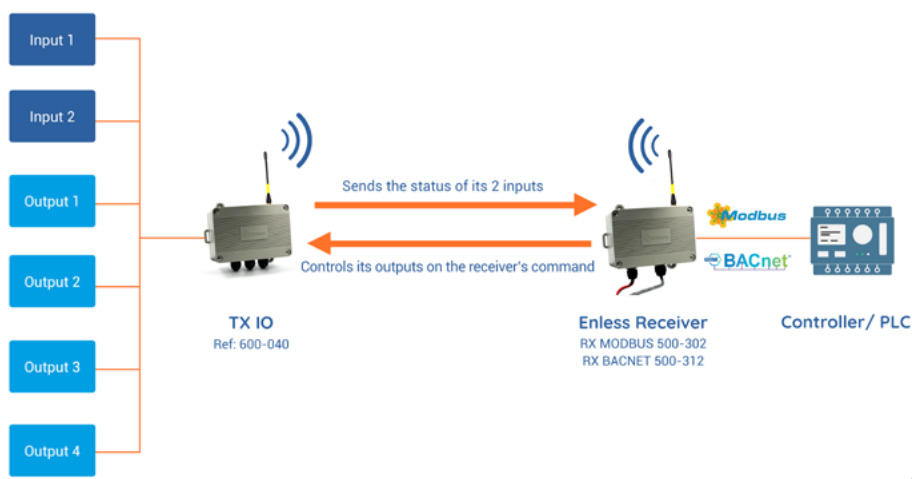 Input 1
Input 2
Output 1
Output 2
Output 3
Output 4
Sends the status of its 2 inputs
Controls its outputs on the receiver's command
TX IO
Ref: 600-040
Enless Receiver
RX MODBUS 500-302
RX BACNET 500-312
Modbus
BACnet
Controller/ PLC